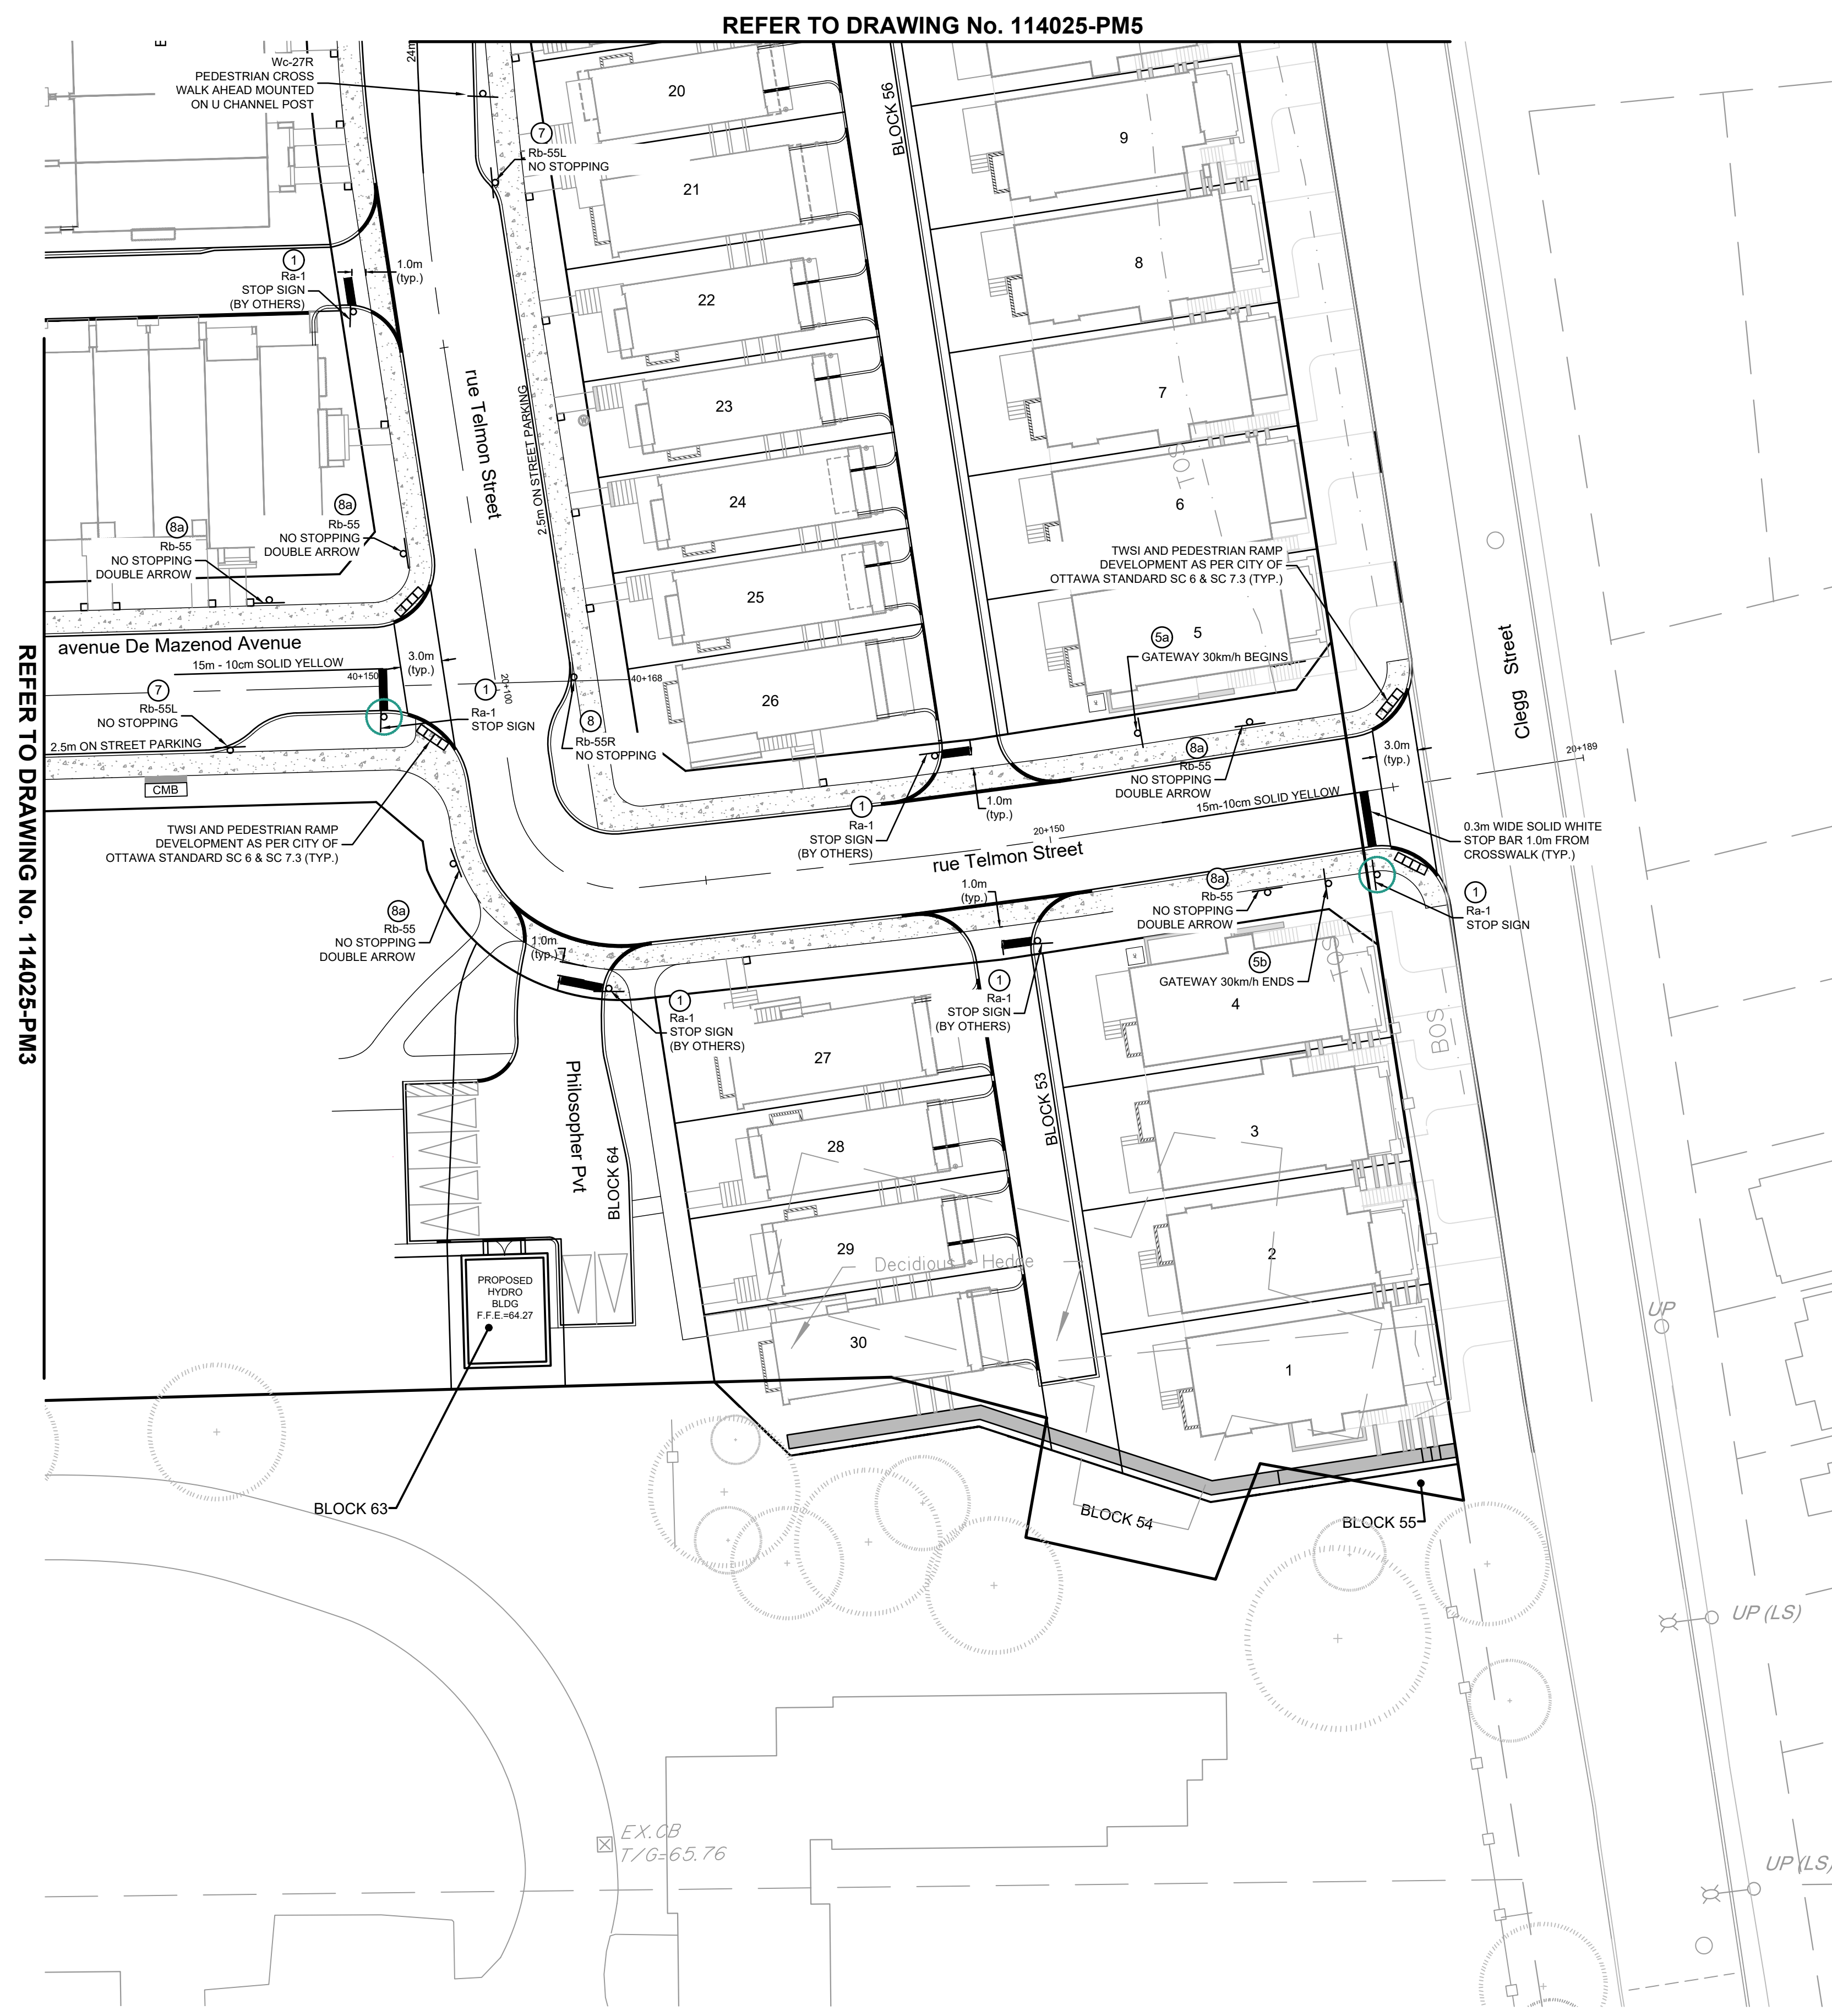 REFER TO DRAWING No. 114025-PM5
Wc-27R
PEDESTRIAN CROSS
WALK AHEAD MOUNTED
ON U CHANNEL POST
24m
7
Rb-55L
NO STOPPING
20
21
22
23
24
25
26
BLOCK 56
9
8
7
6
5
1
Ra-1
STOP SIGN
(BY OTHERS)
1.0m
(typ.)
rue Telmon Street
2.5m ON STREET PARKING
W
8a
Rb-55
NO STOPPING
DOUBLE ARROW
8a
Rb-55
NO STOPPING
DOUBLE ARROW
TOS
TWSI AND PEDESTRIAN RAMP
DEVELOPMENT AS PER CITY OF
OTTAWA STANDARD SC 6 & SC 7.3 (TYP.)
5a
GATEWAY 30km/h BEGINS
Clegg Street
REFER TO DRAWING No. 114025-PM3
avenue De Mazenod Avenue
15m - 10cm SOLID YELLOW
40+150
3.0m
(typ.)
20+100
40+168
7
Rb-55L
NO STOPPING
2.5m ON STREET PARKING
CMB
1
Ra-1
STOP SIGN
8
Rb-55R
NO STOPPING
8a
Rb-55
NO STOPPING
DOUBLE ARROW
3.0m
(typ.)
20+189
15m-10cm SOLID YELLOW
1
Ra-1
STOP SIGN
(BY OTHERS)
1.0m
(typ.)
20+150
rue Telmon Street
0.3m WIDE SOLID WHITE
STOP BAR 1.0m FROM
CROSSWALK (TYP.)
TWSI AND PEDESTRIAN RAMP
DEVELOPMENT AS PER CITY OF
OTTAWA STANDARD SC 6 & SC 7.3 (TYP.)
8a
Rb-55
NO STOPPING
DOUBLE ARROW
1.0m
(typ.)
8a
Rb-55
NO STOPPING
DOUBLE ARROW
1
Ra-1
STOP SIGN
1.0m
(typ.)
5b
GATEWAY 30km/h ENDS
TOS
BOS
1
Ra-1
STOP SIGN
(BY OTHERS)
1
Ra-1
STOP SIGN
(BY OTHERS)
4
27
3
28
2
29
1
30
Philosopher Pvt
BLOCK 64
BLOCK 53
Decidious Hedge
PROPOSED
HYDRO
BLDG
F.F.E.=64.27
UP
BLOCK 63
BLOCK 54
BLOCK 55
UP (LS)
EX.CB
T/G=65.76
UP (LS)